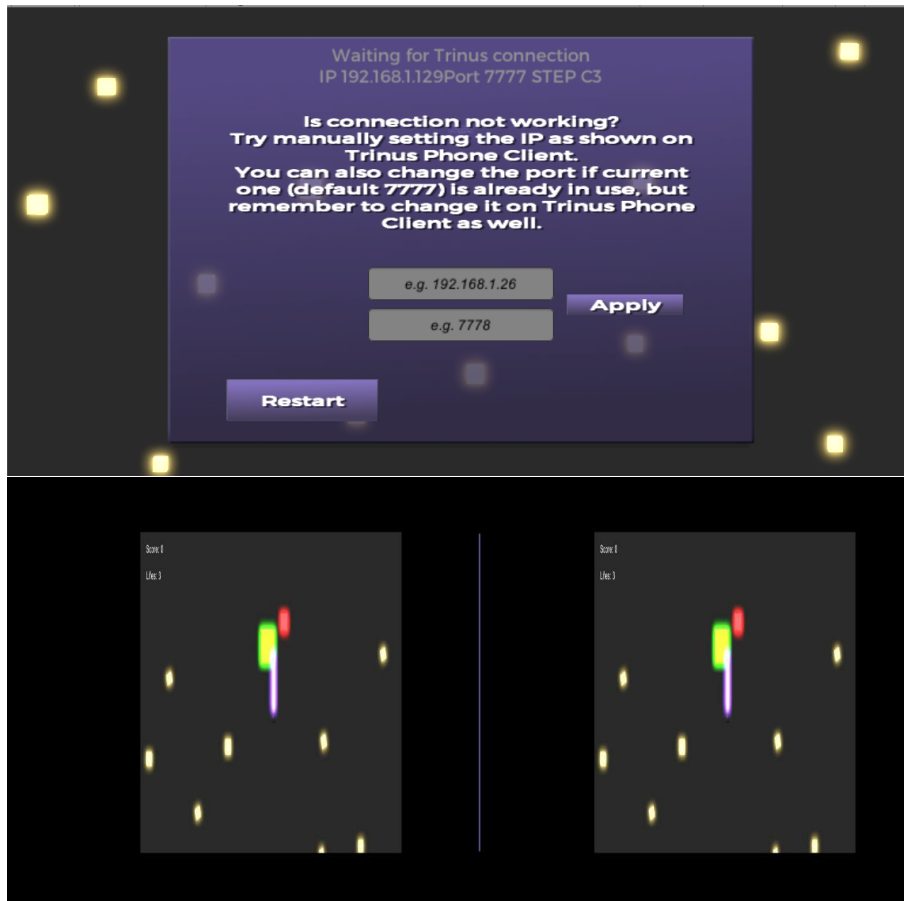 Waiting for Trinus connection
IP 192.168.1.129Port 7777 STEP C3
Is connection not working?
Try manually setting the IP as shown on
Trinus Phone Client.
You can also change the port if current
one (default 7777) is already in use, but
remember to change it on Trinus Phone
Client as well.
e.g. 192.168.1.26
Apply
e.g. 7778
Restart
Score: 0
Score: 0
Lifes: 3
Lifes: 3